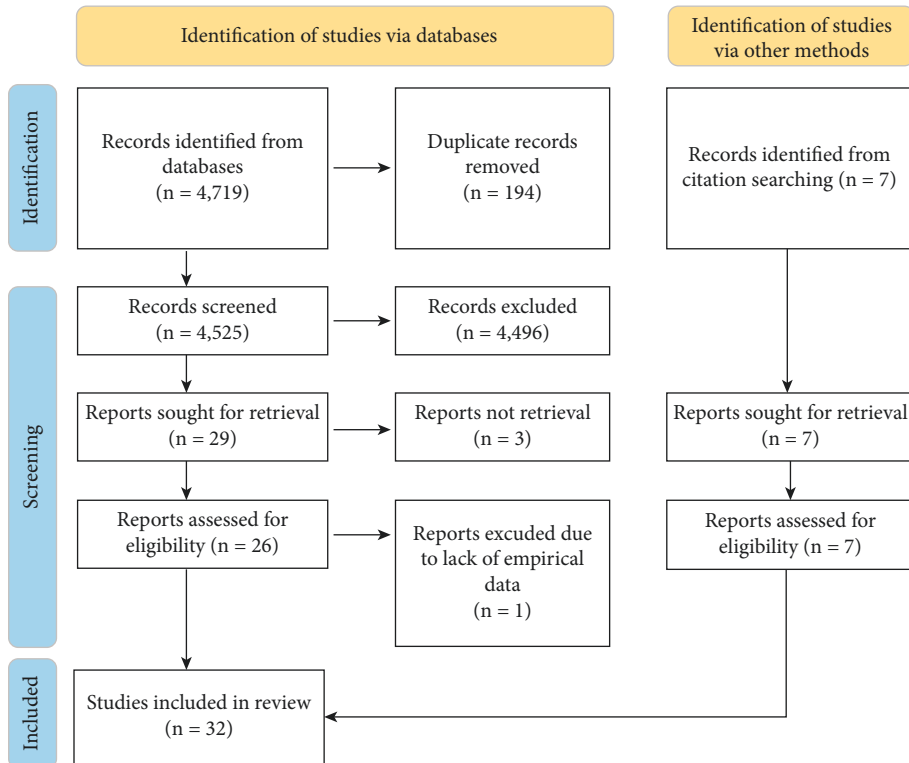 Identification of studies via databases
Identification of studies
via other methods
Identification
Records identified from
databases
(n = 4,719)
Duplicate records
removed
(n = 194)
Records identified from
citation searching (n = 7)
Screening
Records screened
(n = 4,525)
Records excluded
(n = 4,496)
Reports sought for retrieval
(n = 29)
Reports not retrieval
(n = 3)
Reports sought for retrieval
(n = 7)
Reports assessed for
eligibility (n = 26)
Reports excuded due
to lack of empirical
data
(n = 1)
Reports assessed for
eligibility (n = 7)
Included
Studies included in review
(n = 32)